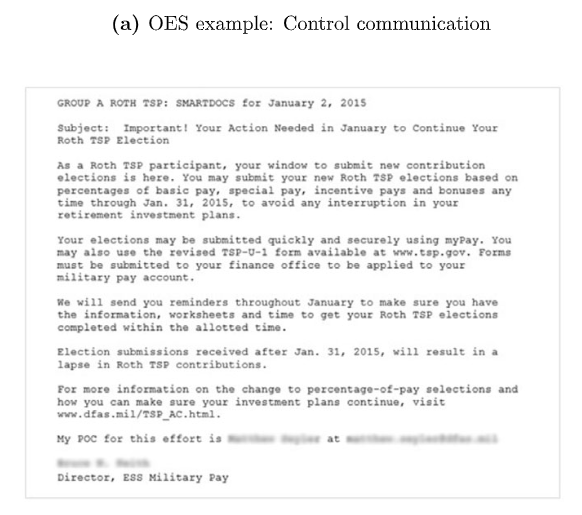 (a) OES example: Control communication
GROUP A ROTH TSP: SMARTDOCS for January 2, 2015
Subject: Important! Your Action Needed in January to Continue Your
Roth TSP Election
As a Roth TSP participant, your window to submit new contribution
elections is here. You may submit your new Roth TSP elections based on
percentages of basic pay, special pay, incentive pays and bonuses any
time through Jan. 31, 2015, to avoid any interruption in your
retirement investment plans.
Your elections may be submitted quickly and securely using myPay. You
may also use the revised TSP-U-1 form available at www.tsp.gov. Forms
must be submitted to your finance office to be applied to your
military pay account.
We will send you reminders throughout January to make sure you have
the information, worksheets and time to get your Roth TSP elections
completed within the allotted time.
Election submissions received after Jan. 31, 2015, will result in a
lapse in Roth TSP contributions.
For more information on the change to percentage-of-pay selections and
how you can make sure your investment plans continue, visit
www.dfas.mil/TSP_AC.html.
My POC for this effort is at
Director, ESS Military Pay